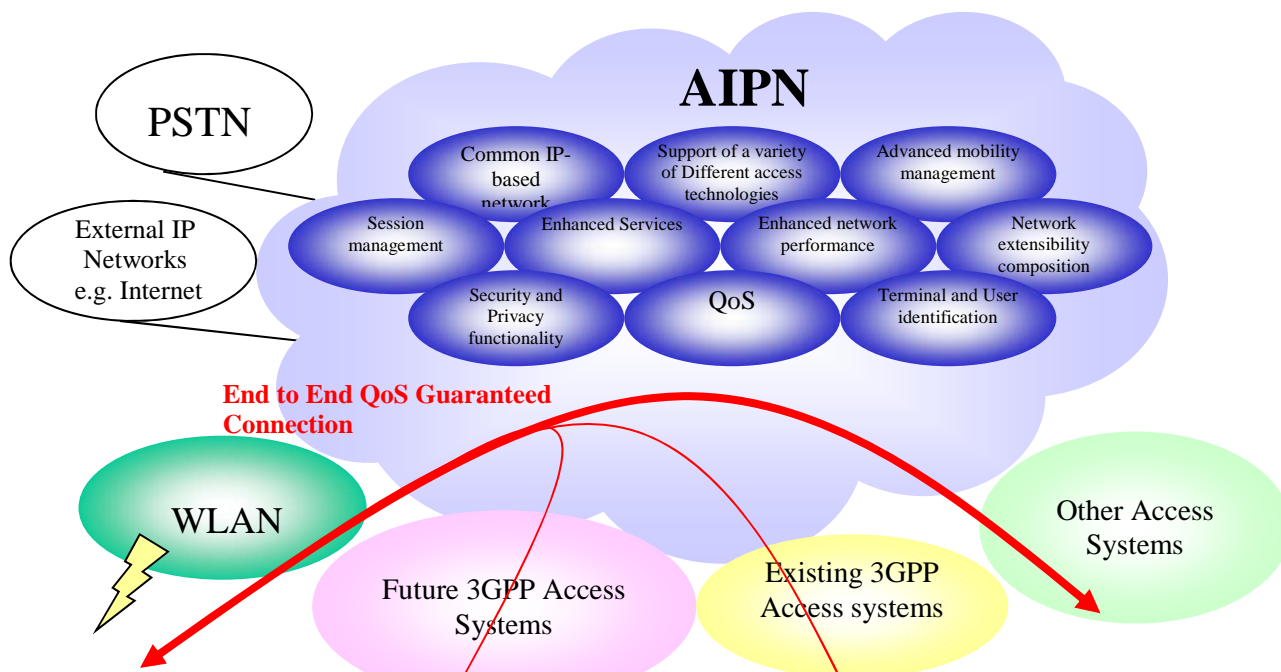 AIPN
PSTN
Common IP-
based
network
Support of a variety
of Different access
technologies
Advanced mobility
management
Session
management
Enhanced Services
Enhanced network
performance
Network
extensibility
composition
External IP
Networks
e.g. Internet
Security and
Privacy
functionality
QoS
Terminal and User
identification
End to End QoS Guaranteed
Connection
WLAN
Other Access
Systems
Future 3GPP Access
Systems
Existing 3GPP
Access systems